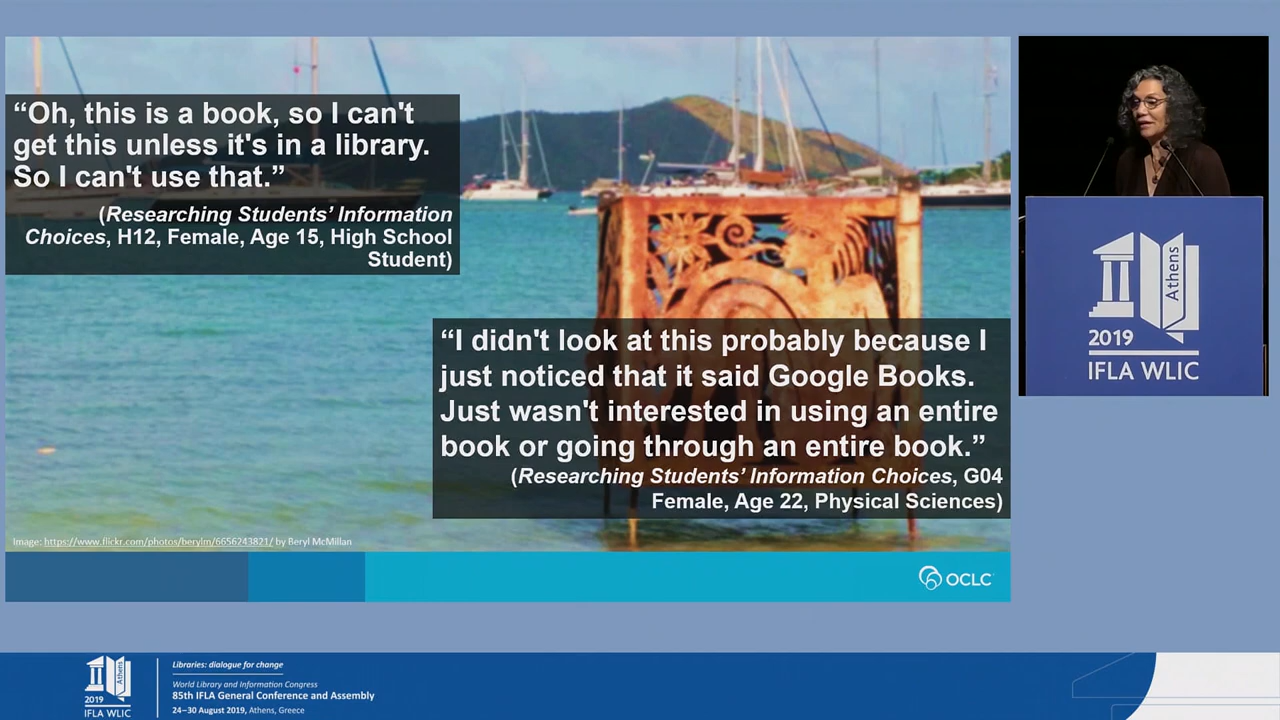 “Oh, this is a book, so I can't
get this unless it's in a library.
So I can't use that.”
(Researching Students’ Information
Choices, H12, Female, Age 15, High School
Student)
“I didn't look at this probably because I
just noticed that it said Google Books.
Just wasn't interested in using an entire
book or going through an entire book.”
(Researching Students’ Information Choices, G04
Female, Age 22, Physical Sciences)
Image: https://www.flickr.com/photos/berylm/6656243821/ by Beryl McMillan
OCLC
Athens
2019
IFLA WLIC
Athens
2019
IFLA WLIC
Libraries: dialogue for change
World Library and Information Congress
85th IFLA General Conference and Assembly
24–30 August 2019, Athens, Greece